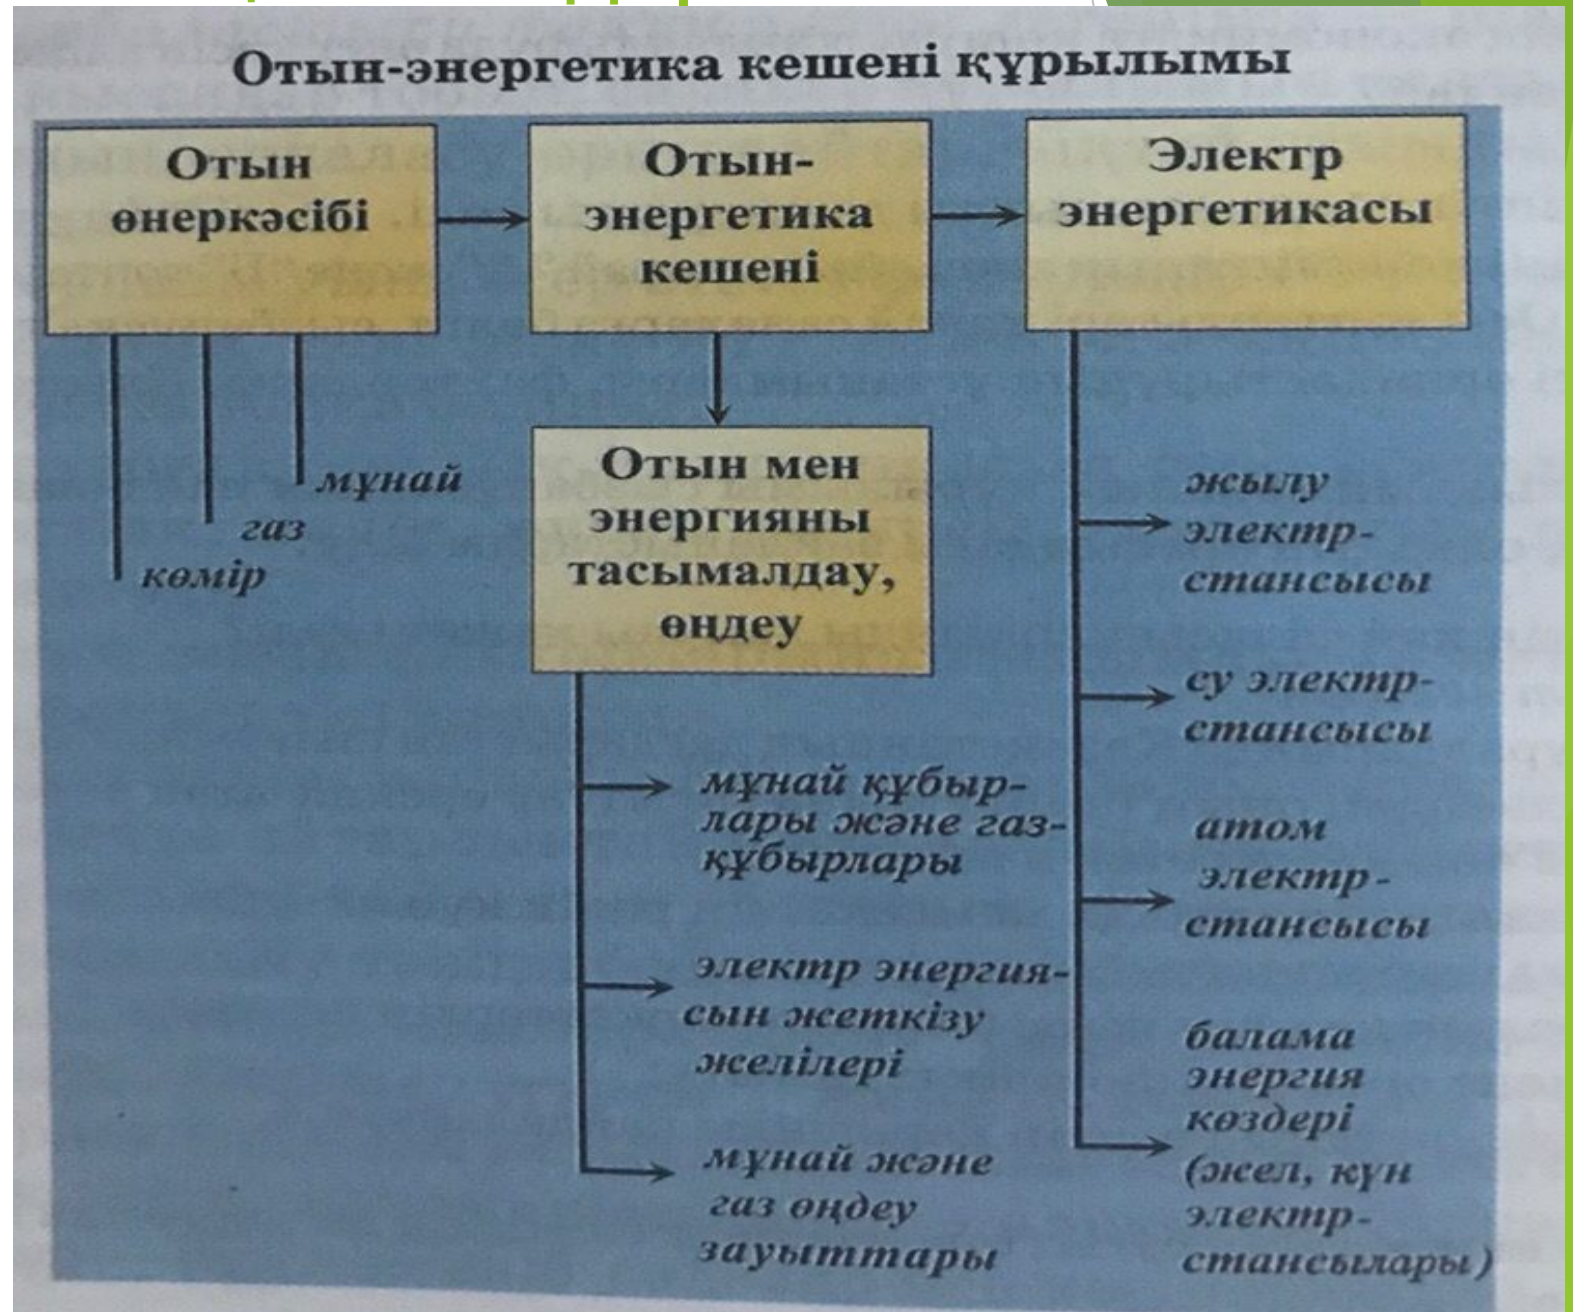 Отын-энергетика кешені құрылымы
Отын
өнеркәсібі
Отын-
энергетика
кешені
Электр
энергетикасы
мұнай
газ
көмір
Отын мен
энергияны
тасымалдау,
өңдеу
мұнай құбыр-
лары және газ-
құбырлары
электр энергия-
сын жеткізу
желілері
мұнай және
газ өңдеу
зауыттары
жылу
электр-
стансысы
су электр-
стансысы
атом
электр-
стансысы
балама
энергия
көздері
(жел, күн
электр-
стансылары)